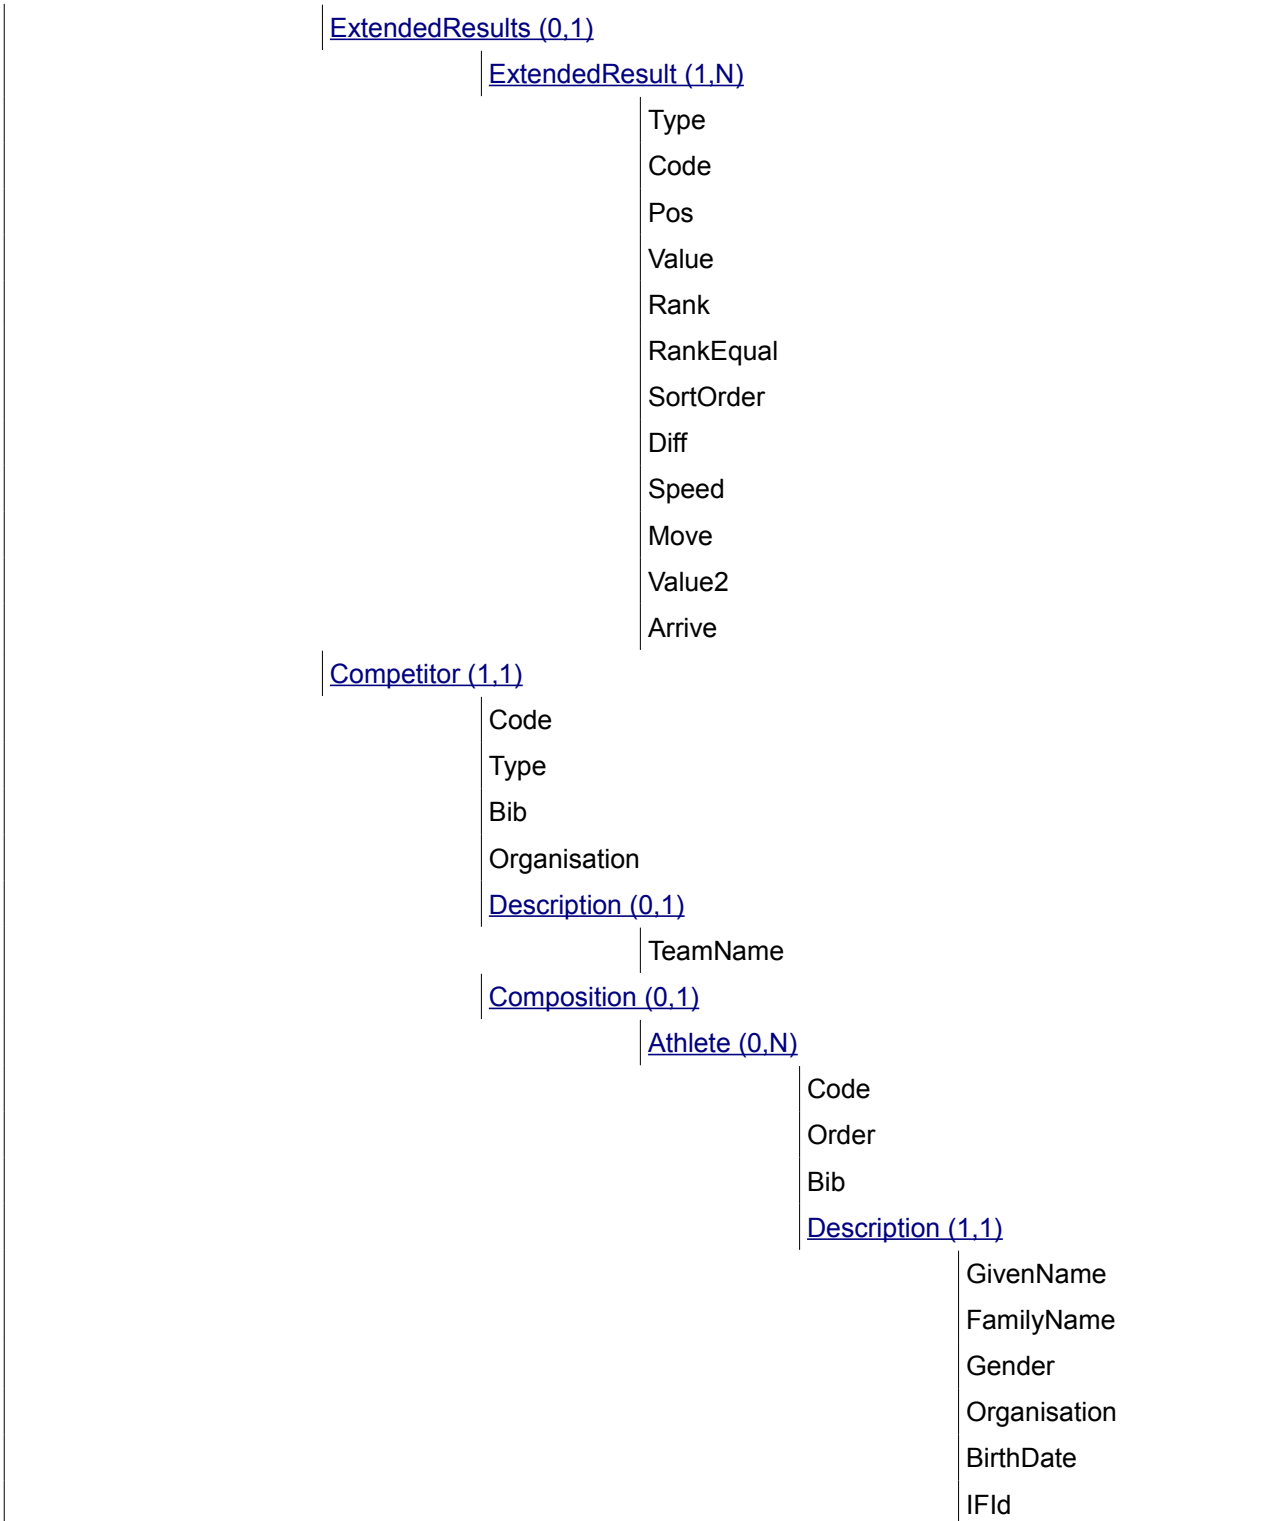 ExtendedResults (0,1)
ExtendedResult (1,N)
Type
Code
Pos
Value
Rank
RankEqual
SortOrder
Diff
Speed
Move
Value2
Arrive
Competitor (1,1)
Code
Type
Bib
Organisation
Description (0,1)
TeamName
Composition (0,1)
Athlete (0,N)
Code
Order
Bib
Description (1,1)
GivenName
FamilyName
Gender
Organisation
BirthDate
IFId